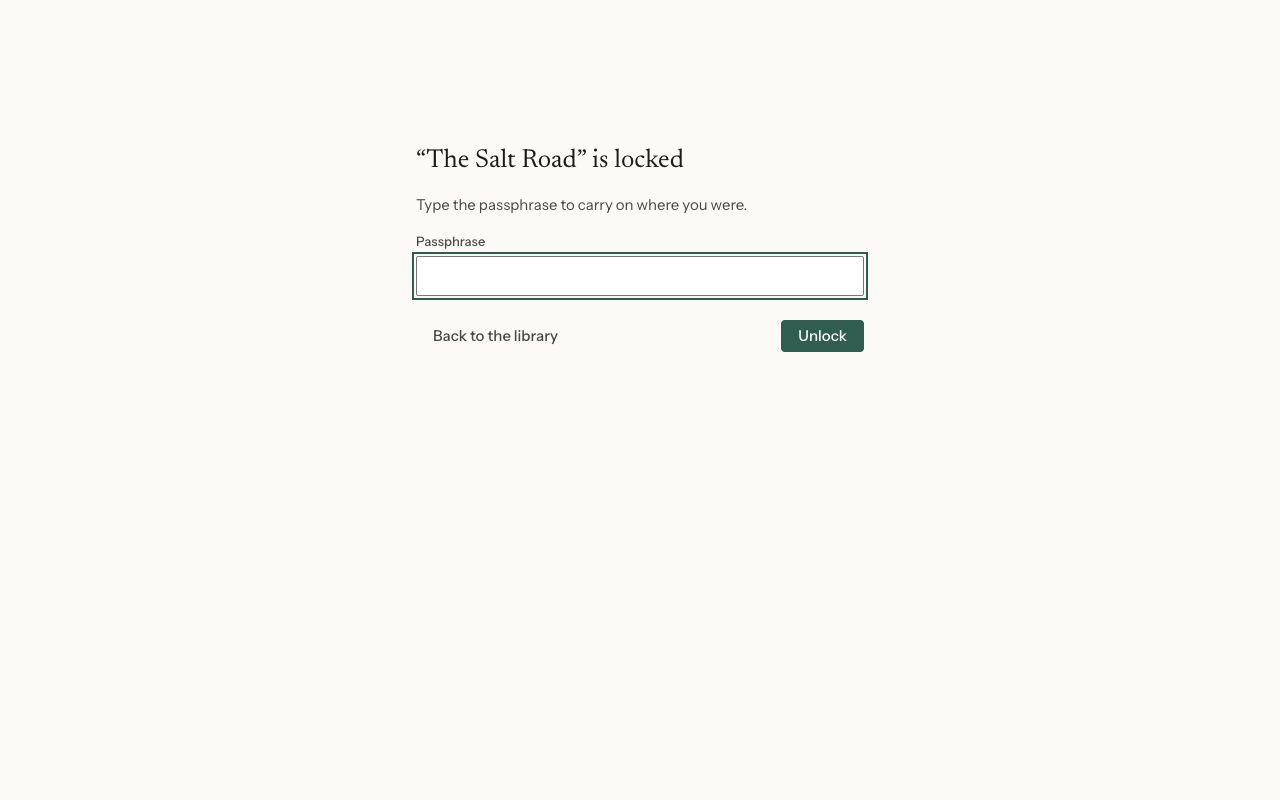 “The Salt Road” is locked
Type the passphrase to carry on where you were.
Passphrase
Back to the library
Unlock